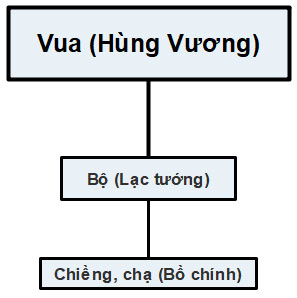 Vua (Hùng Vương)
Bộ (Lạc tướng)
Chiềng, chạ (Bồ chính)